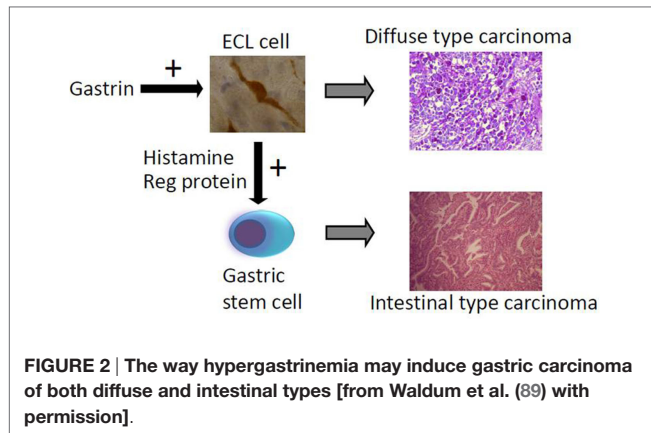 ECL cell
Diffuse type carcinoma
Gastrin
+
Histamine
Reg protein
+
Gastric
stem cell
Intestinal type carcinoma
FIGURE 2 | The way hypergastrinemia may induce gastric carcinoma
of both diffuse and intestinal types [from Waldum et al. (89) with
permission].